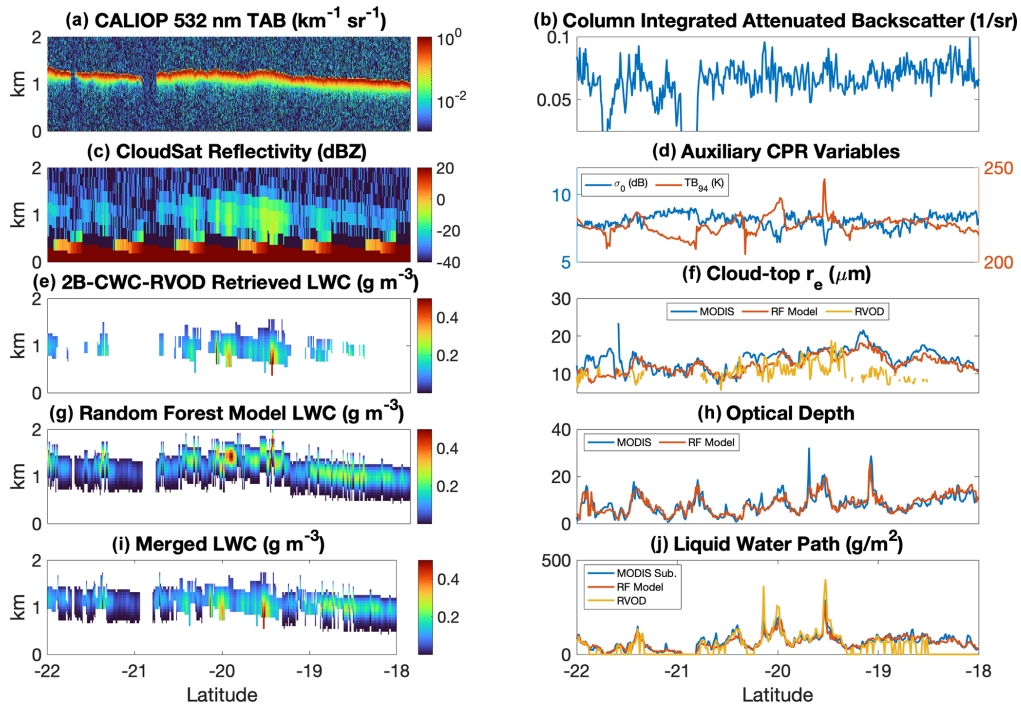 (a) CALIOP 532 nm TAB (km⁻¹ sr⁻¹)
2
1
0
km
10⁰
10⁻²
(b) Column Integrated Attenuated Backscatter (1/sr)
0.1
0.05
(c) CloudSat Reflectivity (dBZ)
2
1
0
km
20
0
-20
-40
(d) Auxiliary CPR Variables
σ₀ (dB)
TB₉₄ (K)
10
5
250
200
(e) 2B-CWC-RVOD Retrieved LWC (g m⁻³)
2
1
0
km
0.4
0.2
(f) Cloud-top rₑ (μm)
MODIS
RF Model
RVOD
30
20
10
(g) Random Forest Model LWC (g m⁻³)
2
1
0
km
0.4
0.2
(h) Optical Depth
MODIS
RF Model
40
20
0
(i) Merged LWC (g m⁻³)
2
1
0
km
0.4
0.2
-22
-21
-20
-19
-18
Latitude
(j) Liquid Water Path (g/m²)
MODIS Sub.
RF Model
RVOD
500
0
-22
-21
-20
-19
-18
Latitude